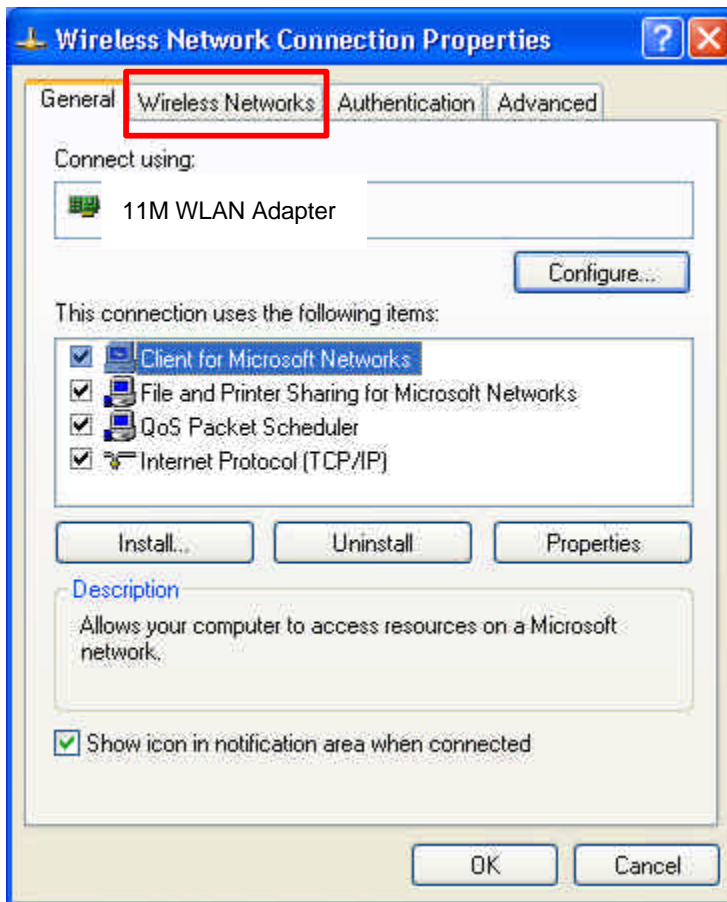 Wireless Network Connection Properties
General Wireless Networks Authentication Advanced
Connect using:
11M WLAN Adapter
Configure...
This connection uses the following items:
Client for Microsoft Networks
File and Printer Sharing for Microsoft Networks
QoS Packet Scheduler
Internet Protocol (TCP/IP)
Install... Uninstall Properties
Description
Allows your computer to access resources on a Microsoft
network.
Show icon in notification area when connected
OK Cancel